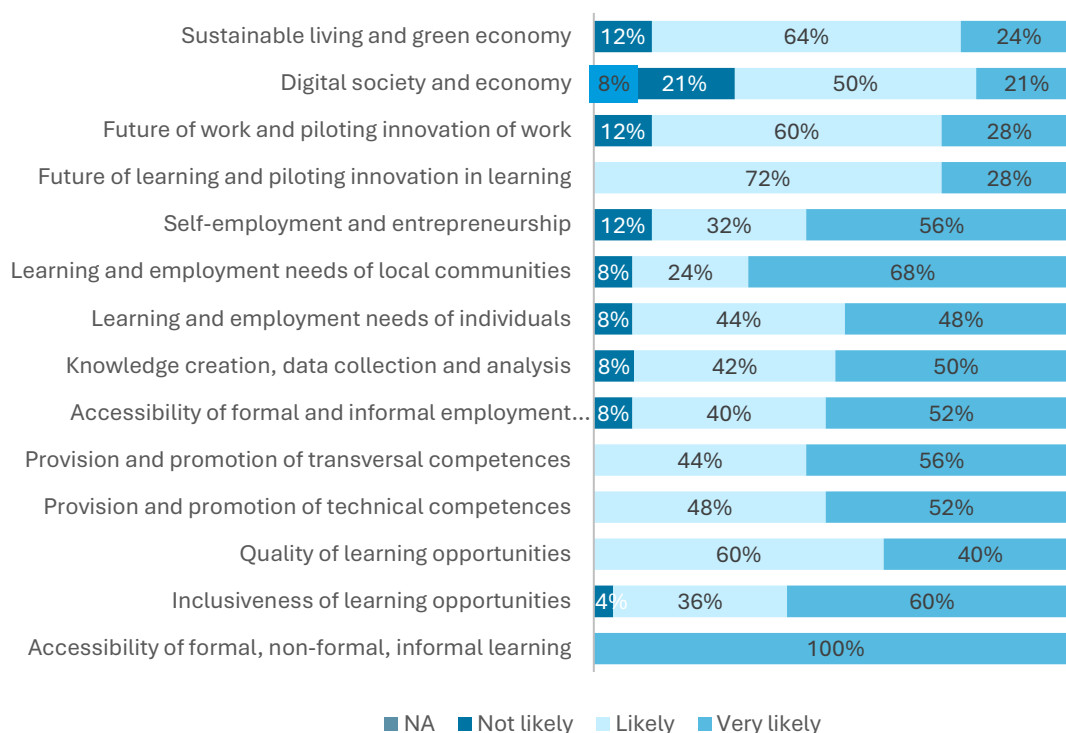 Sustainable living and green economy 12% 64% 24%
Digital society and economy 8% 21% 50% 21%
Future of work and piloting innovation of work 12% 60% 28%
Future of learning and piloting innovation in learning 72% 28%
Self-employment and entrepreneurship 12% 32% 56%
Learning and employment needs of local communities 8% 24% 68%
Learning and employment needs of individuals 8% 44% 48%
Knowledge creation, data collection and analysis 8% 42% 50%
Accessibility of formal and informal employment... 8% 40% 52%
Provision and promotion of transversal competences 44% 56%
Provision and promotion of technical competences 48% 52%
Quality of learning opportunities 60% 40%
Inclusiveness of learning opportunities 4% 36% 60%
Accessibility of formal, non-formal, informal learning 100%
NA Not likely Likely Very likely